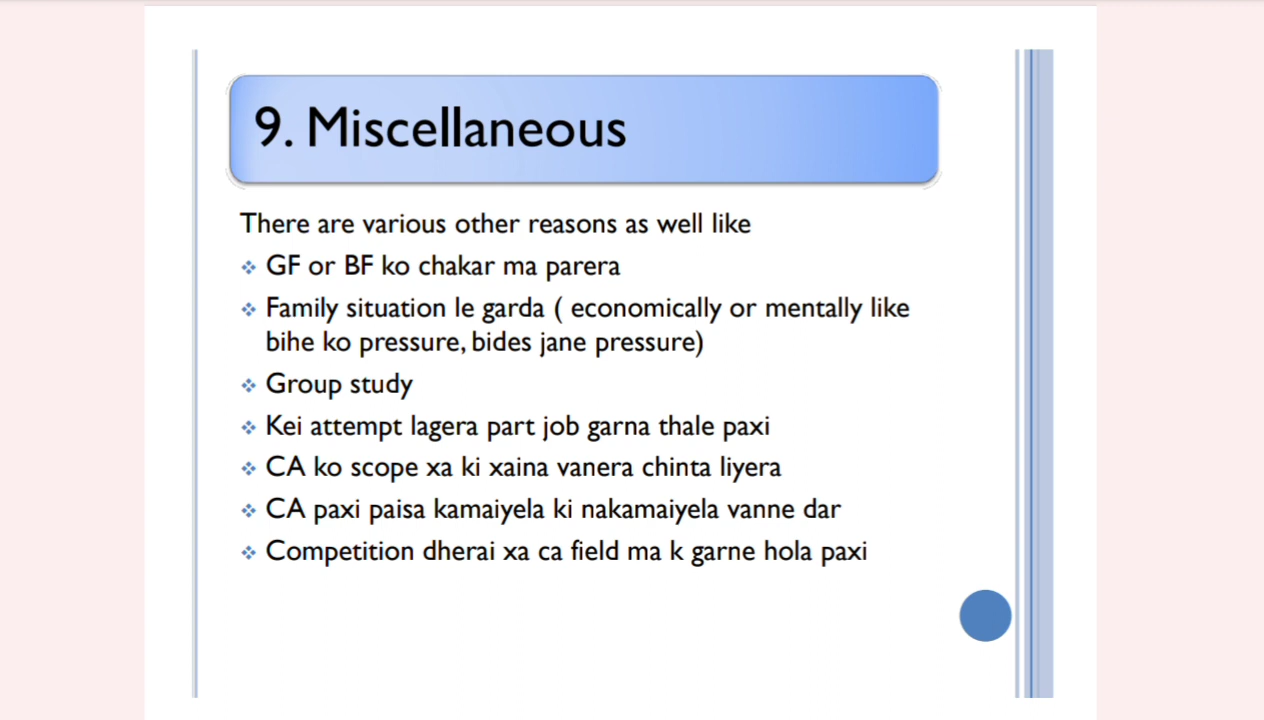 9. Miscellaneous
There are various other reasons as well like
GF or BF ko chakar ma parera
Family situation le garda ( economically or mentally like
bihe ko pressure, bides jane pressure)
Group study
Kei attempt lagera part job garna thale paxi
CA ko scope xa ki xaina vanera chinta liyera
CA paxi paisa kamaiyela ki nakamaiyela vanne dar
Competition dherai xa ca field ma k garne hola paxi